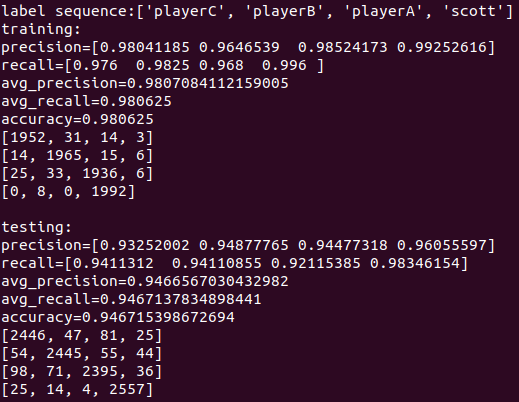 label sequence:['playerC', 'playerB', 'playerA', 'scott']
training:
precision=[0.98041185 0.9646539  0.98524173 0.99252616]
recall=[0.976  0.9825 0.968  0.996 ]
avg_precision=0.9807084112159005
avg_recall=0.980625
accuracy=0.980625
[1952, 31, 14, 3]
[14, 1965, 15, 6]
[25, 33, 1936, 6]
[0, 8, 0, 1992]

testing:
precision=[0.93252002 0.94877765 0.94477318 0.96055597]
recall=[0.9411312  0.94110855 0.92115385 0.98346154]
avg_precision=0.9466567030432982
avg_recall=0.9467137834898441
accuracy=0.946715398672694
[2446, 47, 81, 25]
[54, 2445, 55, 44]
[98, 71, 2395, 36]
[25, 14, 4, 2557]